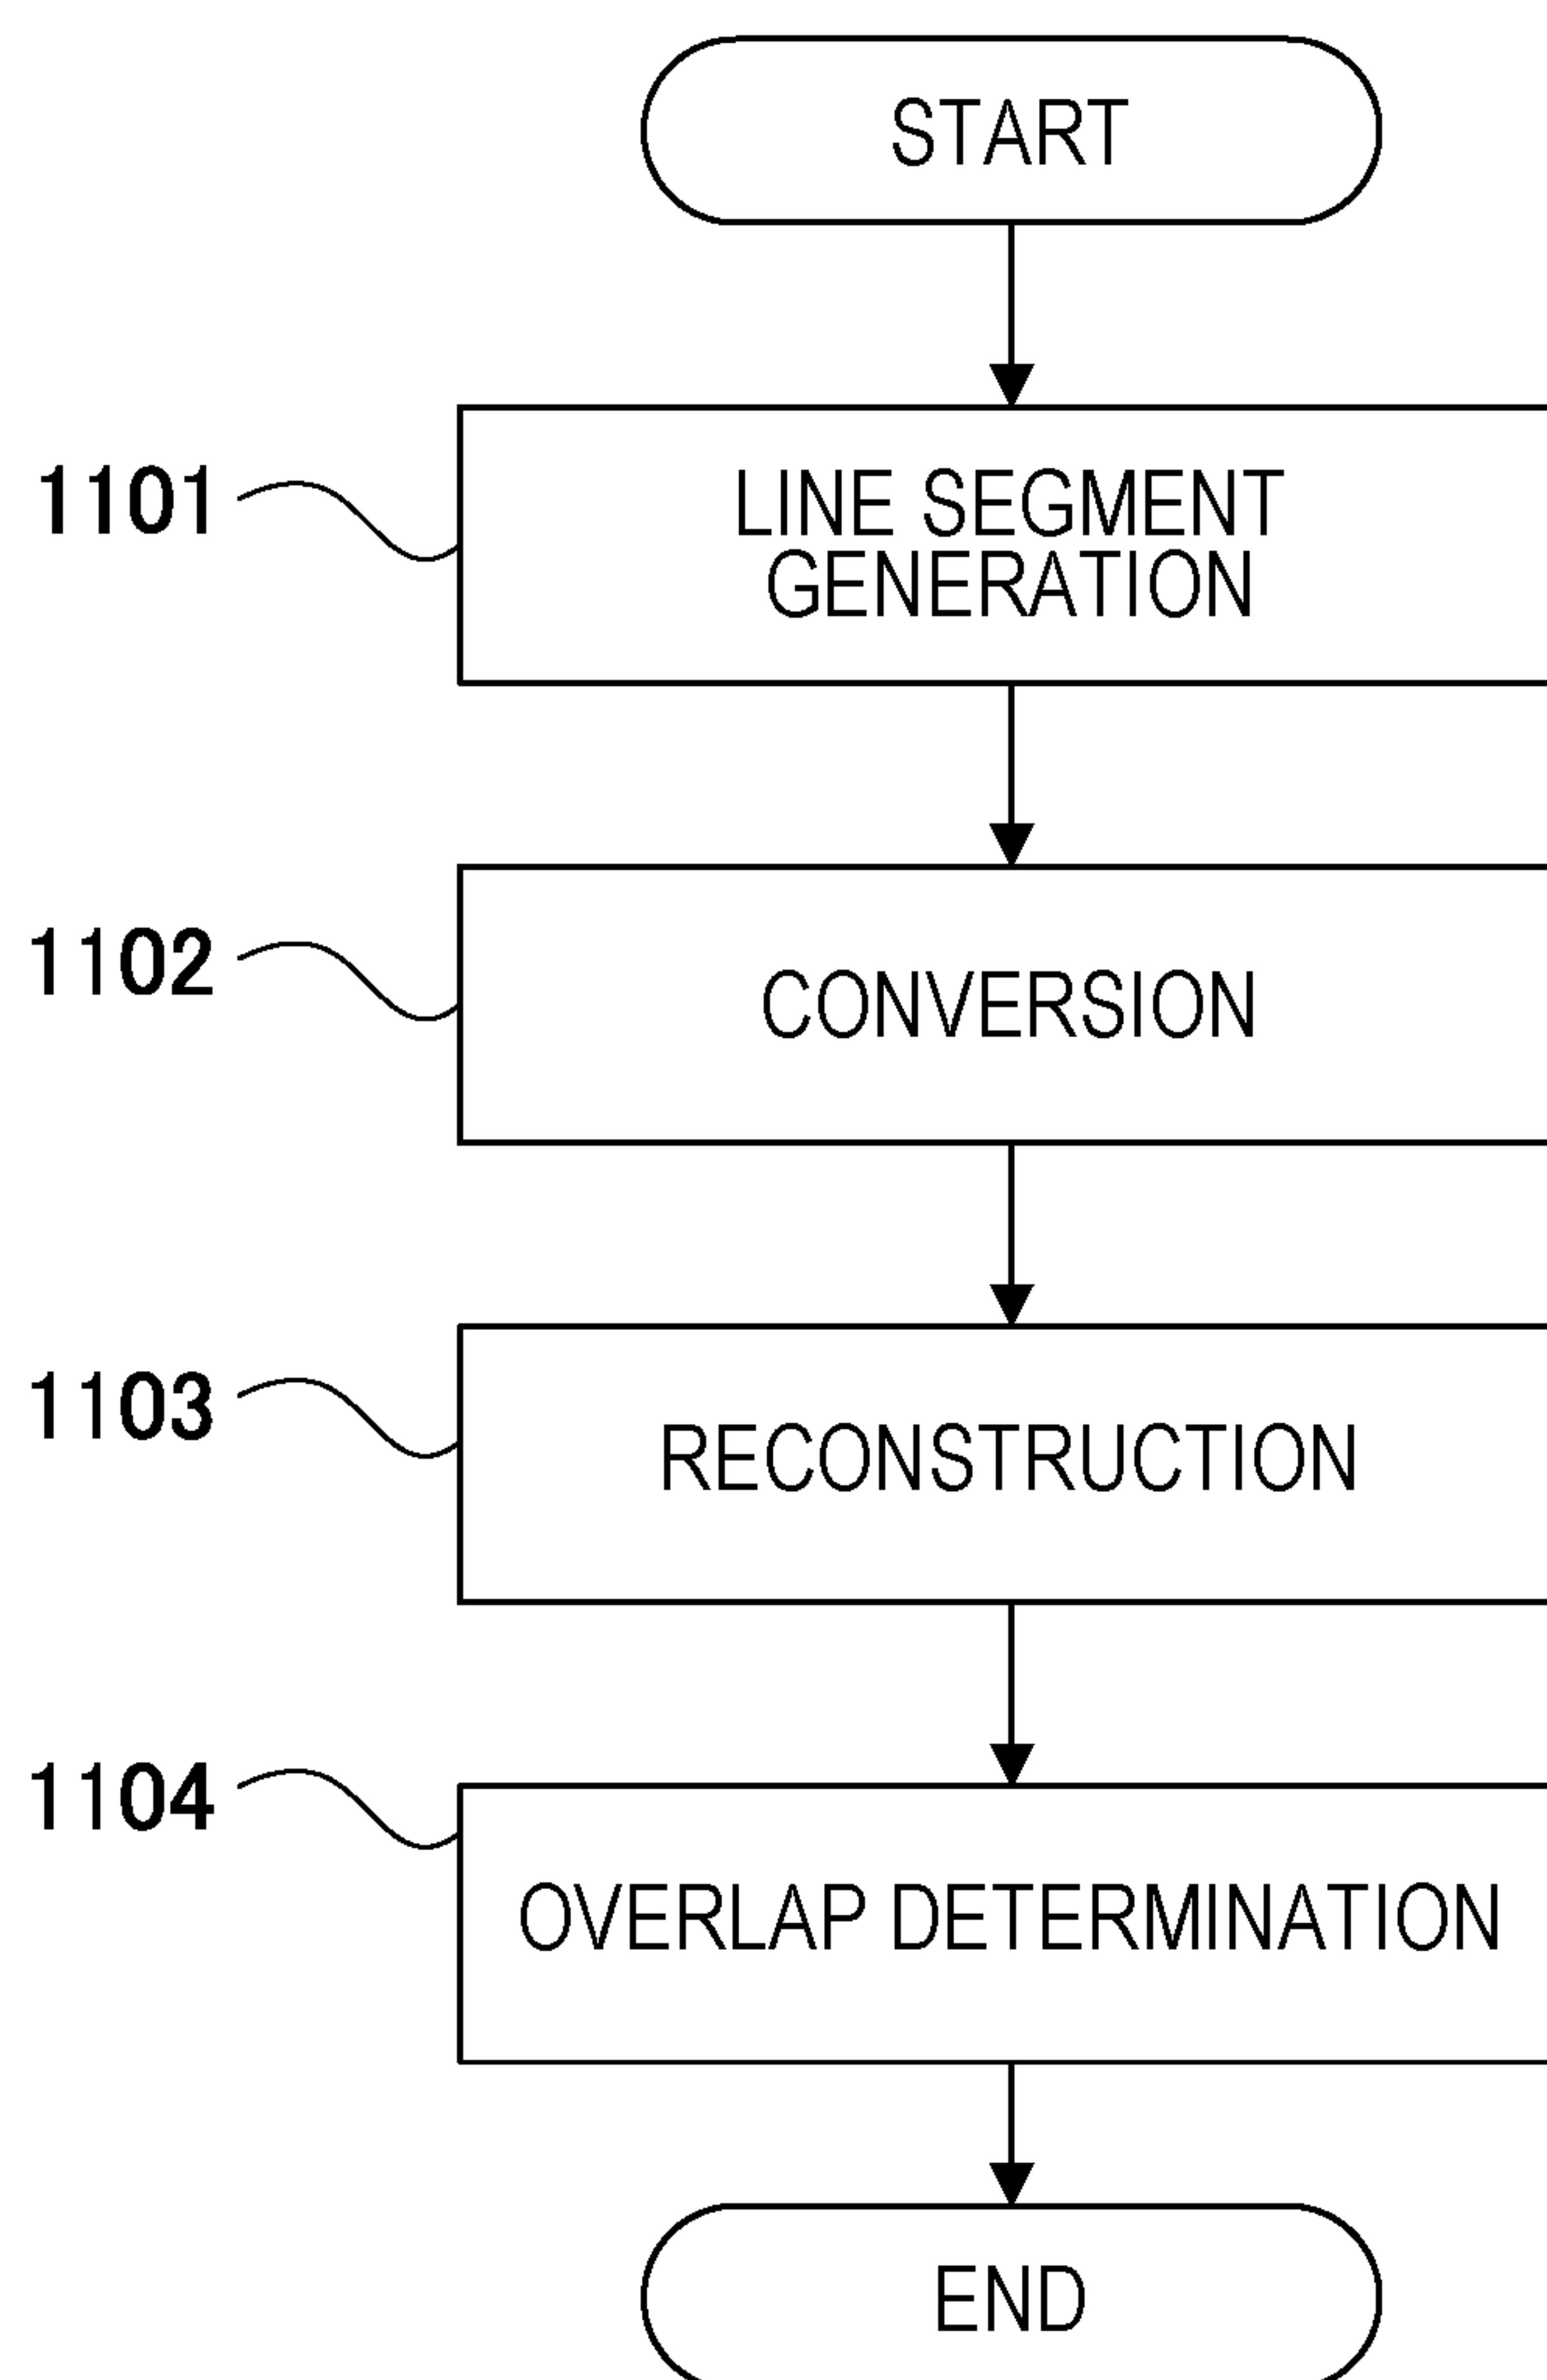 START
1101
LINE SEGMENT
GENERATION
1102
CONVERSION
1103
RECONSTRUCTION
1104
OVERLAP DETERMINATION
END